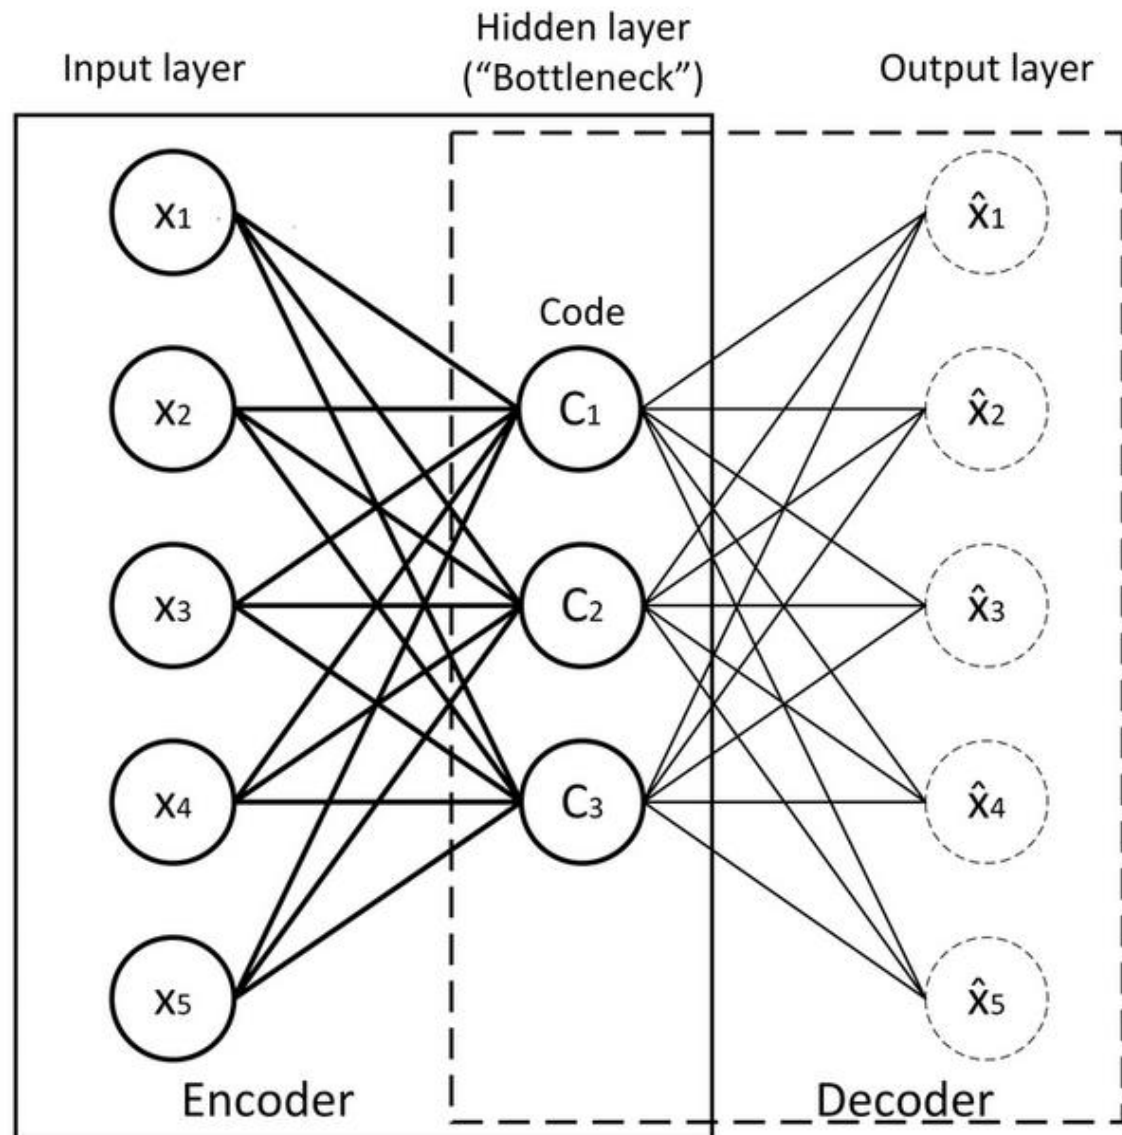 Input layer
Hidden layer
(“Bottleneck”)
Output layer
x1
x2
x3
x4
x5
Code
C1
C2
C3
x̂1
x̂2
x̂3
x̂4
x̂5
Encoder
Decoder